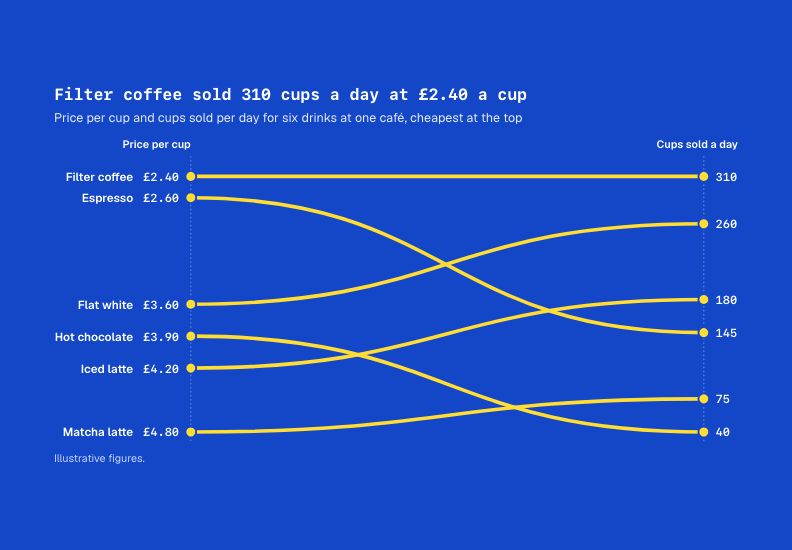 Filter coffee sold 310 cups a day at £2.40 a cup
Price per cup and cups sold per day for six drinks at one café, cheapest at the top
Price per cup Cups sold a day
Filter coffee £2.40 310
Espresso £2.60
260
Flat white £3.60 180
Hot chocolate £3.90 145
Iced latte £4.20
75
Matcha latte £4.80 40
Illustrative figures.